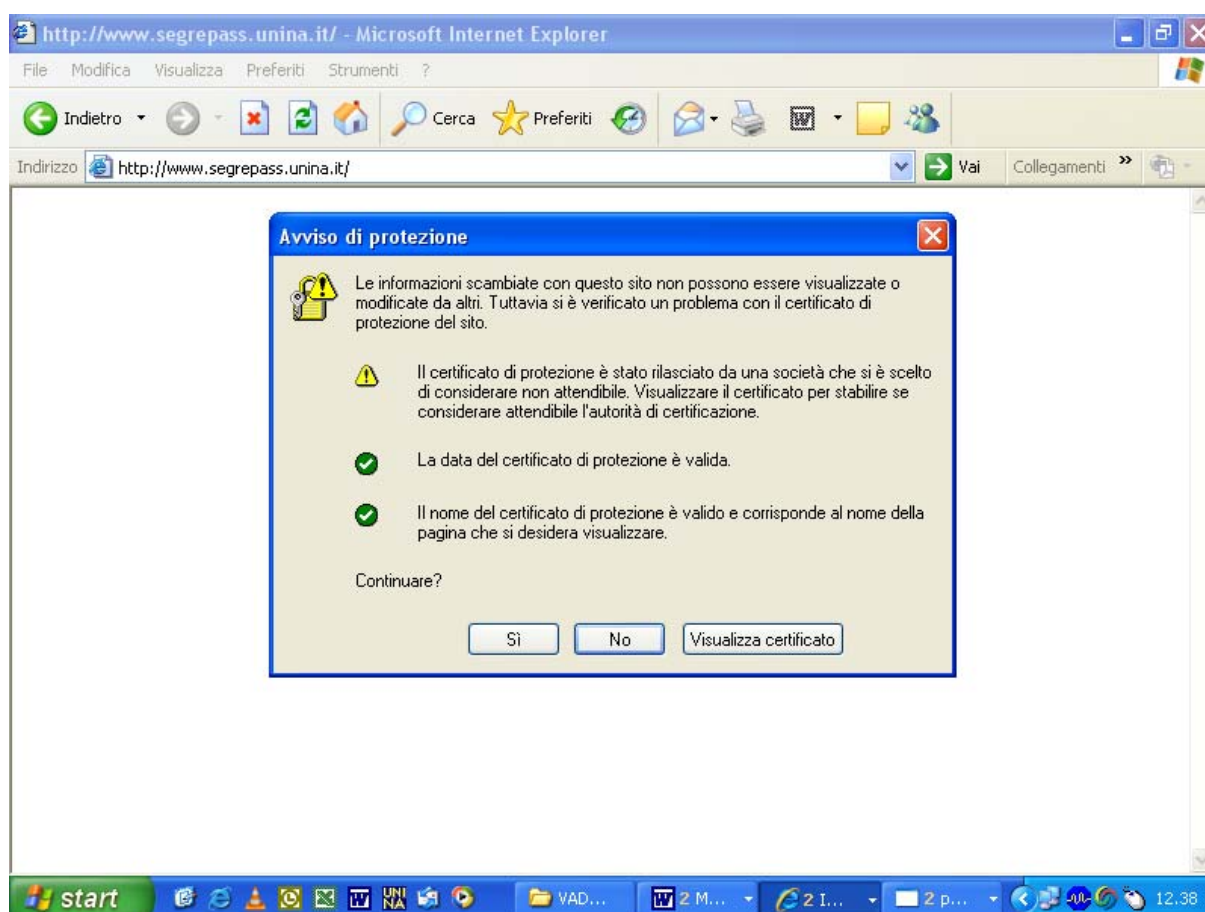 http://www.segrepass.unina.it/ - Microsoft Internet Explorer
File Modifica Visualizza Preferiti Strumenti ?
Indietro Cerca Preferiti
Indirizzo http://www.segrepass.unina.it/ Vai Collegamenti »
Avviso di protezione
Le informazioni scambiate con questo sito non possono essere visualizzate o
modificate da altri. Tuttavia si è verificato un problema con il certificato di
protezione del sito.
Il certificato di protezione è stato rilasciato da una società che si è scelto
di considerare non attendibile. Visualizzare il certificato per stabilire se
considerare attendibile l'autorità di certificazione.
La data del certificato di protezione è valida.
Il nome del certificato di protezione è valido e corrisponde al nome della
pagina che si desidera visualizzare.
Continuare?
Sì No Visualizza certificato
start UNI NA VAD... 2 M... 2 I... 2 p... 12.38